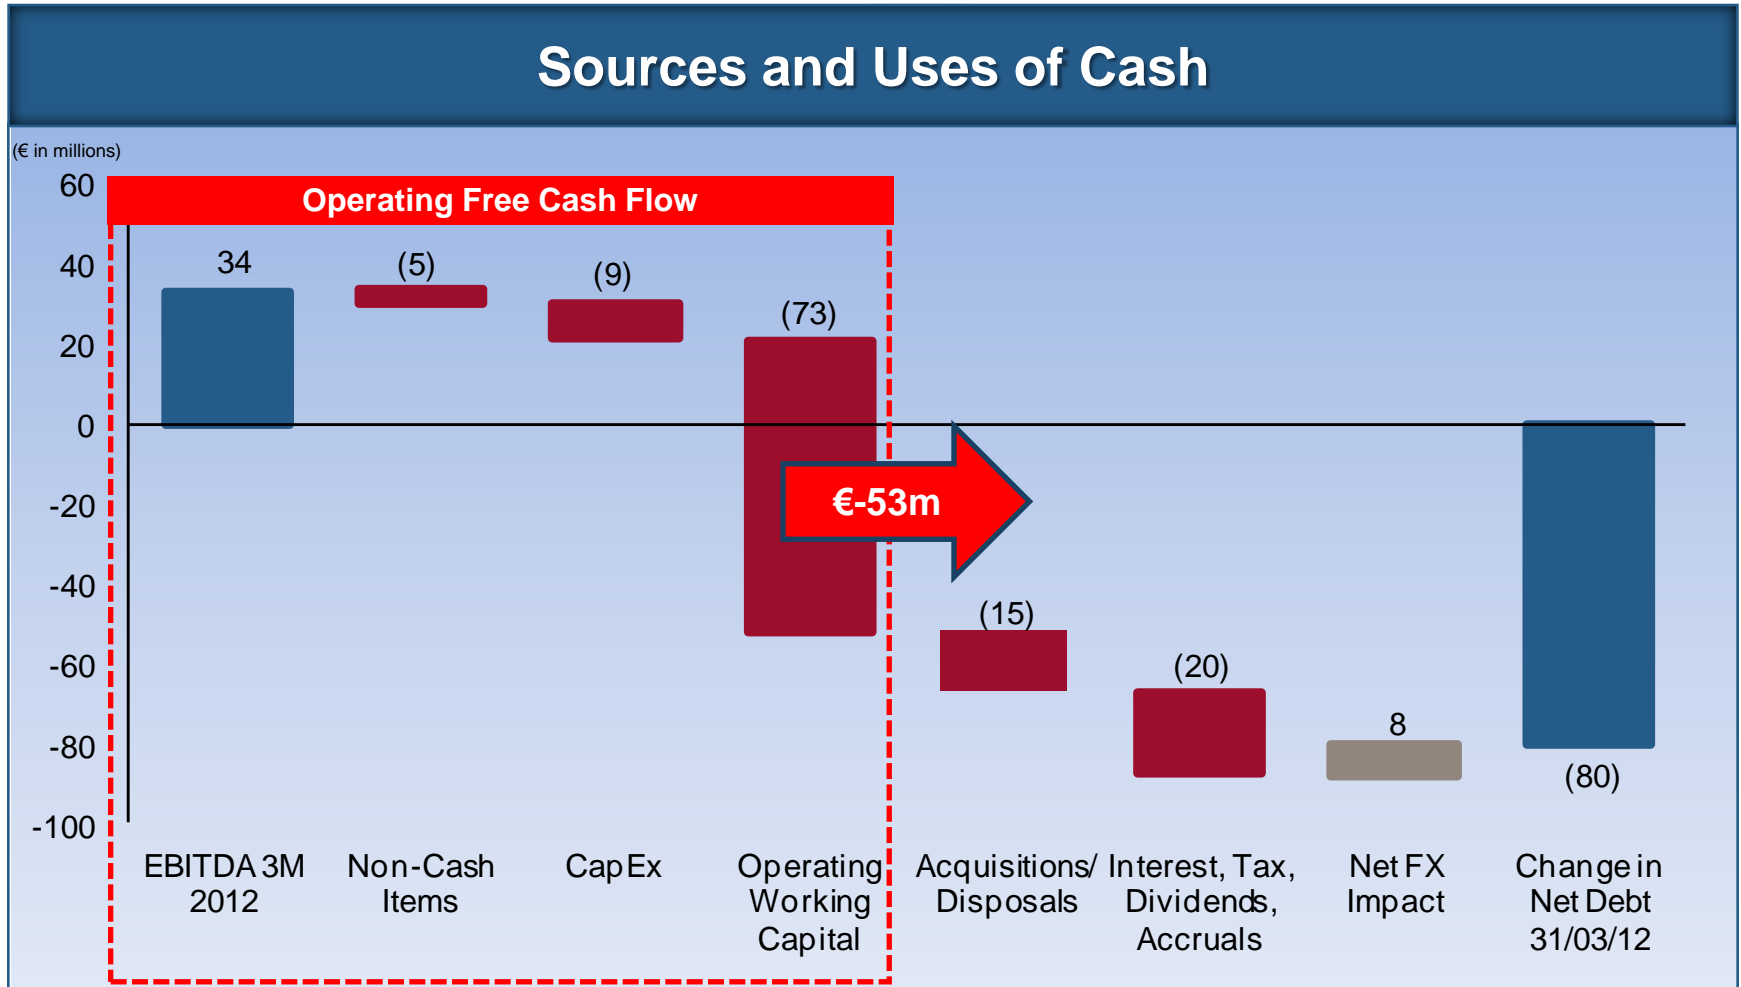 Sources and Uses of Cash
(€ in millions)
60
40
20
0
-20
-40
-60
-80
-100
Operating Free Cash Flow
34
(5)
(9)
(73)
€-53m
(15)
(20)
8
(80)
EBITDA 3M
2012
Non-Cash
Items
CapEx
Operating
Working
Capital
Acquisitions/
Disposals
Interest, Tax,
Dividends,
Accruals
Net FX
Impact
Change in
Net Debt
31/03/12